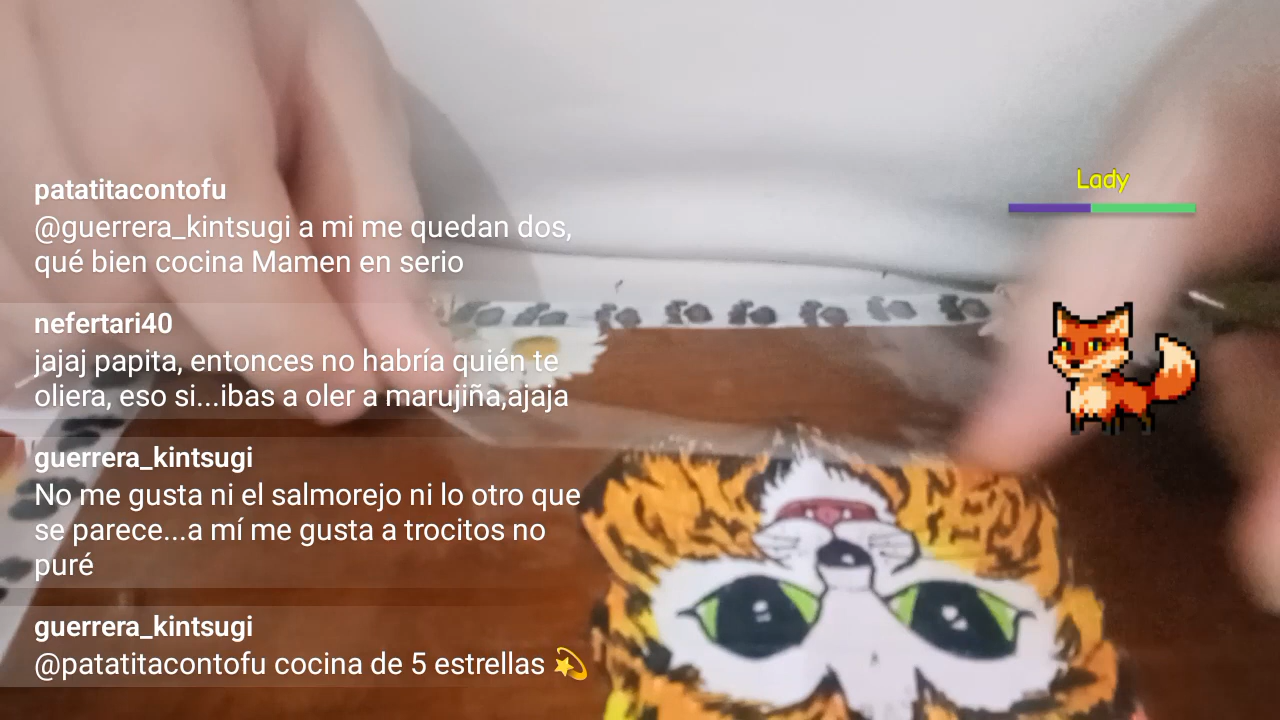 patatitacontofu
@guerrera_kintsugi a mi me quedan dos,
qué bien cocina Mamen en serio
Lady
nefertari40
jajaj papita, entonces no habría quién te
oliera, eso si...ibas a oler a marujiña,ajaja
guerrera_kintsugi
No me gusta ni el salmorejo ni lo otro que
se parece...a mí me gusta a trocitos no
puré
guerrera_kintsugi
@patatitacontofu cocina de 5 estrellas 💫